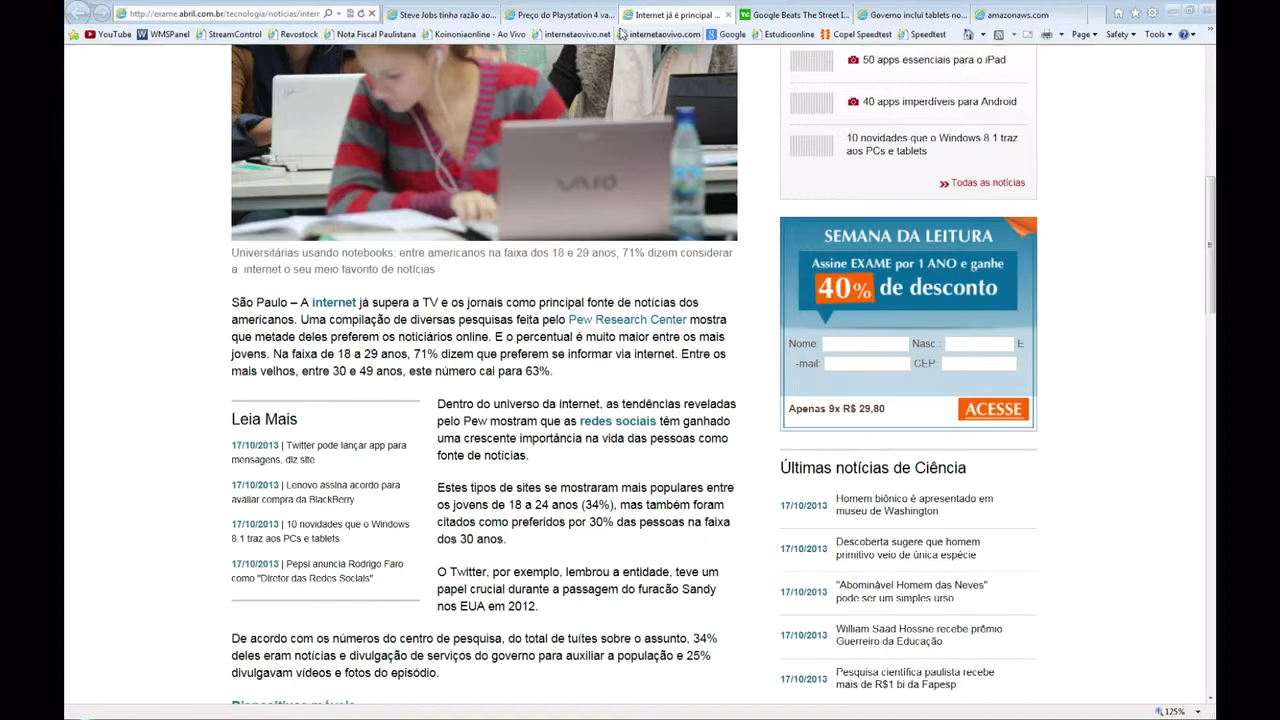 http://exame.abril.com.br/tecnologia/noticias/interr
Steve Jobs tinha razão ao...
Preço do Playstation 4 va...
Internet já é principal ...
Google Beats The Street I...
Governo inclui tablets no...
amazonaws.com
YouTube
WMSPanel
StreamControl
Revostock
Nota Fiscal Paulistana
Koinoniaonline - Ao Vivo
internetaovivo.net
internetaovivo.com
Google
Estudioonline
Copel Speedtest
Speedtest
Page
Safety
Tools
VAIO
Universitárias usando notebooks: entre americanos na faixa dos 18 e 29 anos, 71% dizem considerar
a internet o seu meio favorito de notícias
São Paulo – A internet já supera a TV e os jornais como principal fonte de notícias dos
americanos. Uma compilação de diversas pesquisas feita pelo Pew Research Center mostra
que metade deles preferem os noticiários online. E o percentual é muito maior entre os mais
jovens. Na faixa de 18 a 29 anos, 71% dizem que preferem se informar via internet. Entre os
mais velhos, entre 30 e 49 anos, este número cai para 63%.
Leia Mais
17/10/2013 | Twitter pode lançar app para
mensagens, diz site
17/10/2013 | Lenovo assina acordo para
avaliar compra da BlackBerry
17/10/2013 | 10 novidades que o Windows
8.1 traz aos PCs e tablets
17/10/2013 | Pepsi anuncia Rodrigo Faro
como "Diretor das Redes Sociais"
Dentro do universo da internet, as tendências reveladas
pelo Pew mostram que as redes sociais têm ganhado
uma crescente importância na vida das pessoas como
fonte de notícias.
Estes tipos de sites se mostraram mais populares entre
os jovens de 18 a 24 anos (34%), mas também foram
citados como preferidos por 30% das pessoas na faixa
dos 30 anos.
O Twitter, por exemplo, lembrou a entidade, teve um
papel crucial durante a passagem do furacão Sandy
nos EUA em 2012.
De acordo com os números do centro de pesquisa, do total de tuítes sobre o assunto, 34%
deles eram notícias e divulgação de serviços do governo para auxiliar a população e 25%
divulgavam vídeos e fotos do episódio.
Dispositivos móveis
50 apps essenciais para o iPad
40 apps imperdíveis para Android
10 novidades que o Windows 8.1 traz
aos PCs e tablets
Todas as notícias
SEMANA DA LEITURA
Assine EXAME por 1 ANO e ganhe
40% de desconto
Nome: Nasc.: E
-mail: CEP:
Apenas 9x R$ 29,80
ACESSE
Últimas notícias de Ciência
17/10/2013 Homem biônico é apresentado em
museu de Washington
17/10/2013 Descoberta sugere que homem
primitivo veio de única espécie
17/10/2013 "Abominável Homem das Neves"
pode ser um simples urso
17/10/2013 William Saad Hossne recebe prêmio
Guerreiro da Educação
17/10/2013 Pesquisa científica paulista recebe
mais de R$1 bi da Fapesp
125%